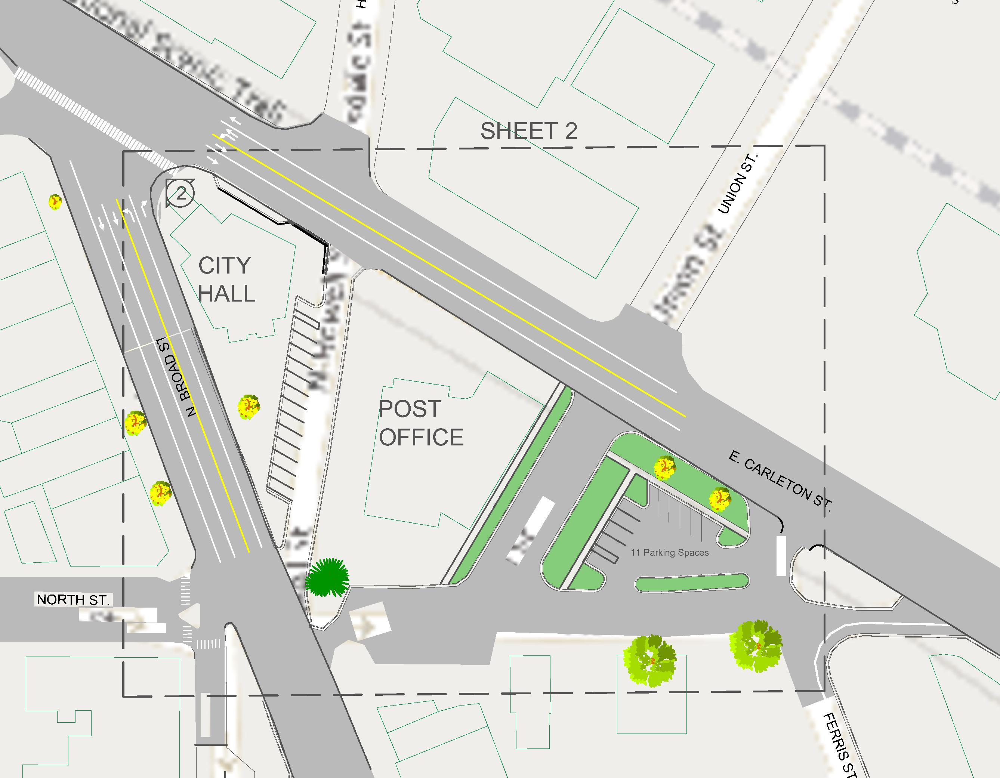 SHEET 2
UNION ST.
2
CITY
HALL
N. BROAD ST
POST
OFFICE
E. CARLETON ST.
11 Parking Spaces
NORTH ST.
FERRIS ST